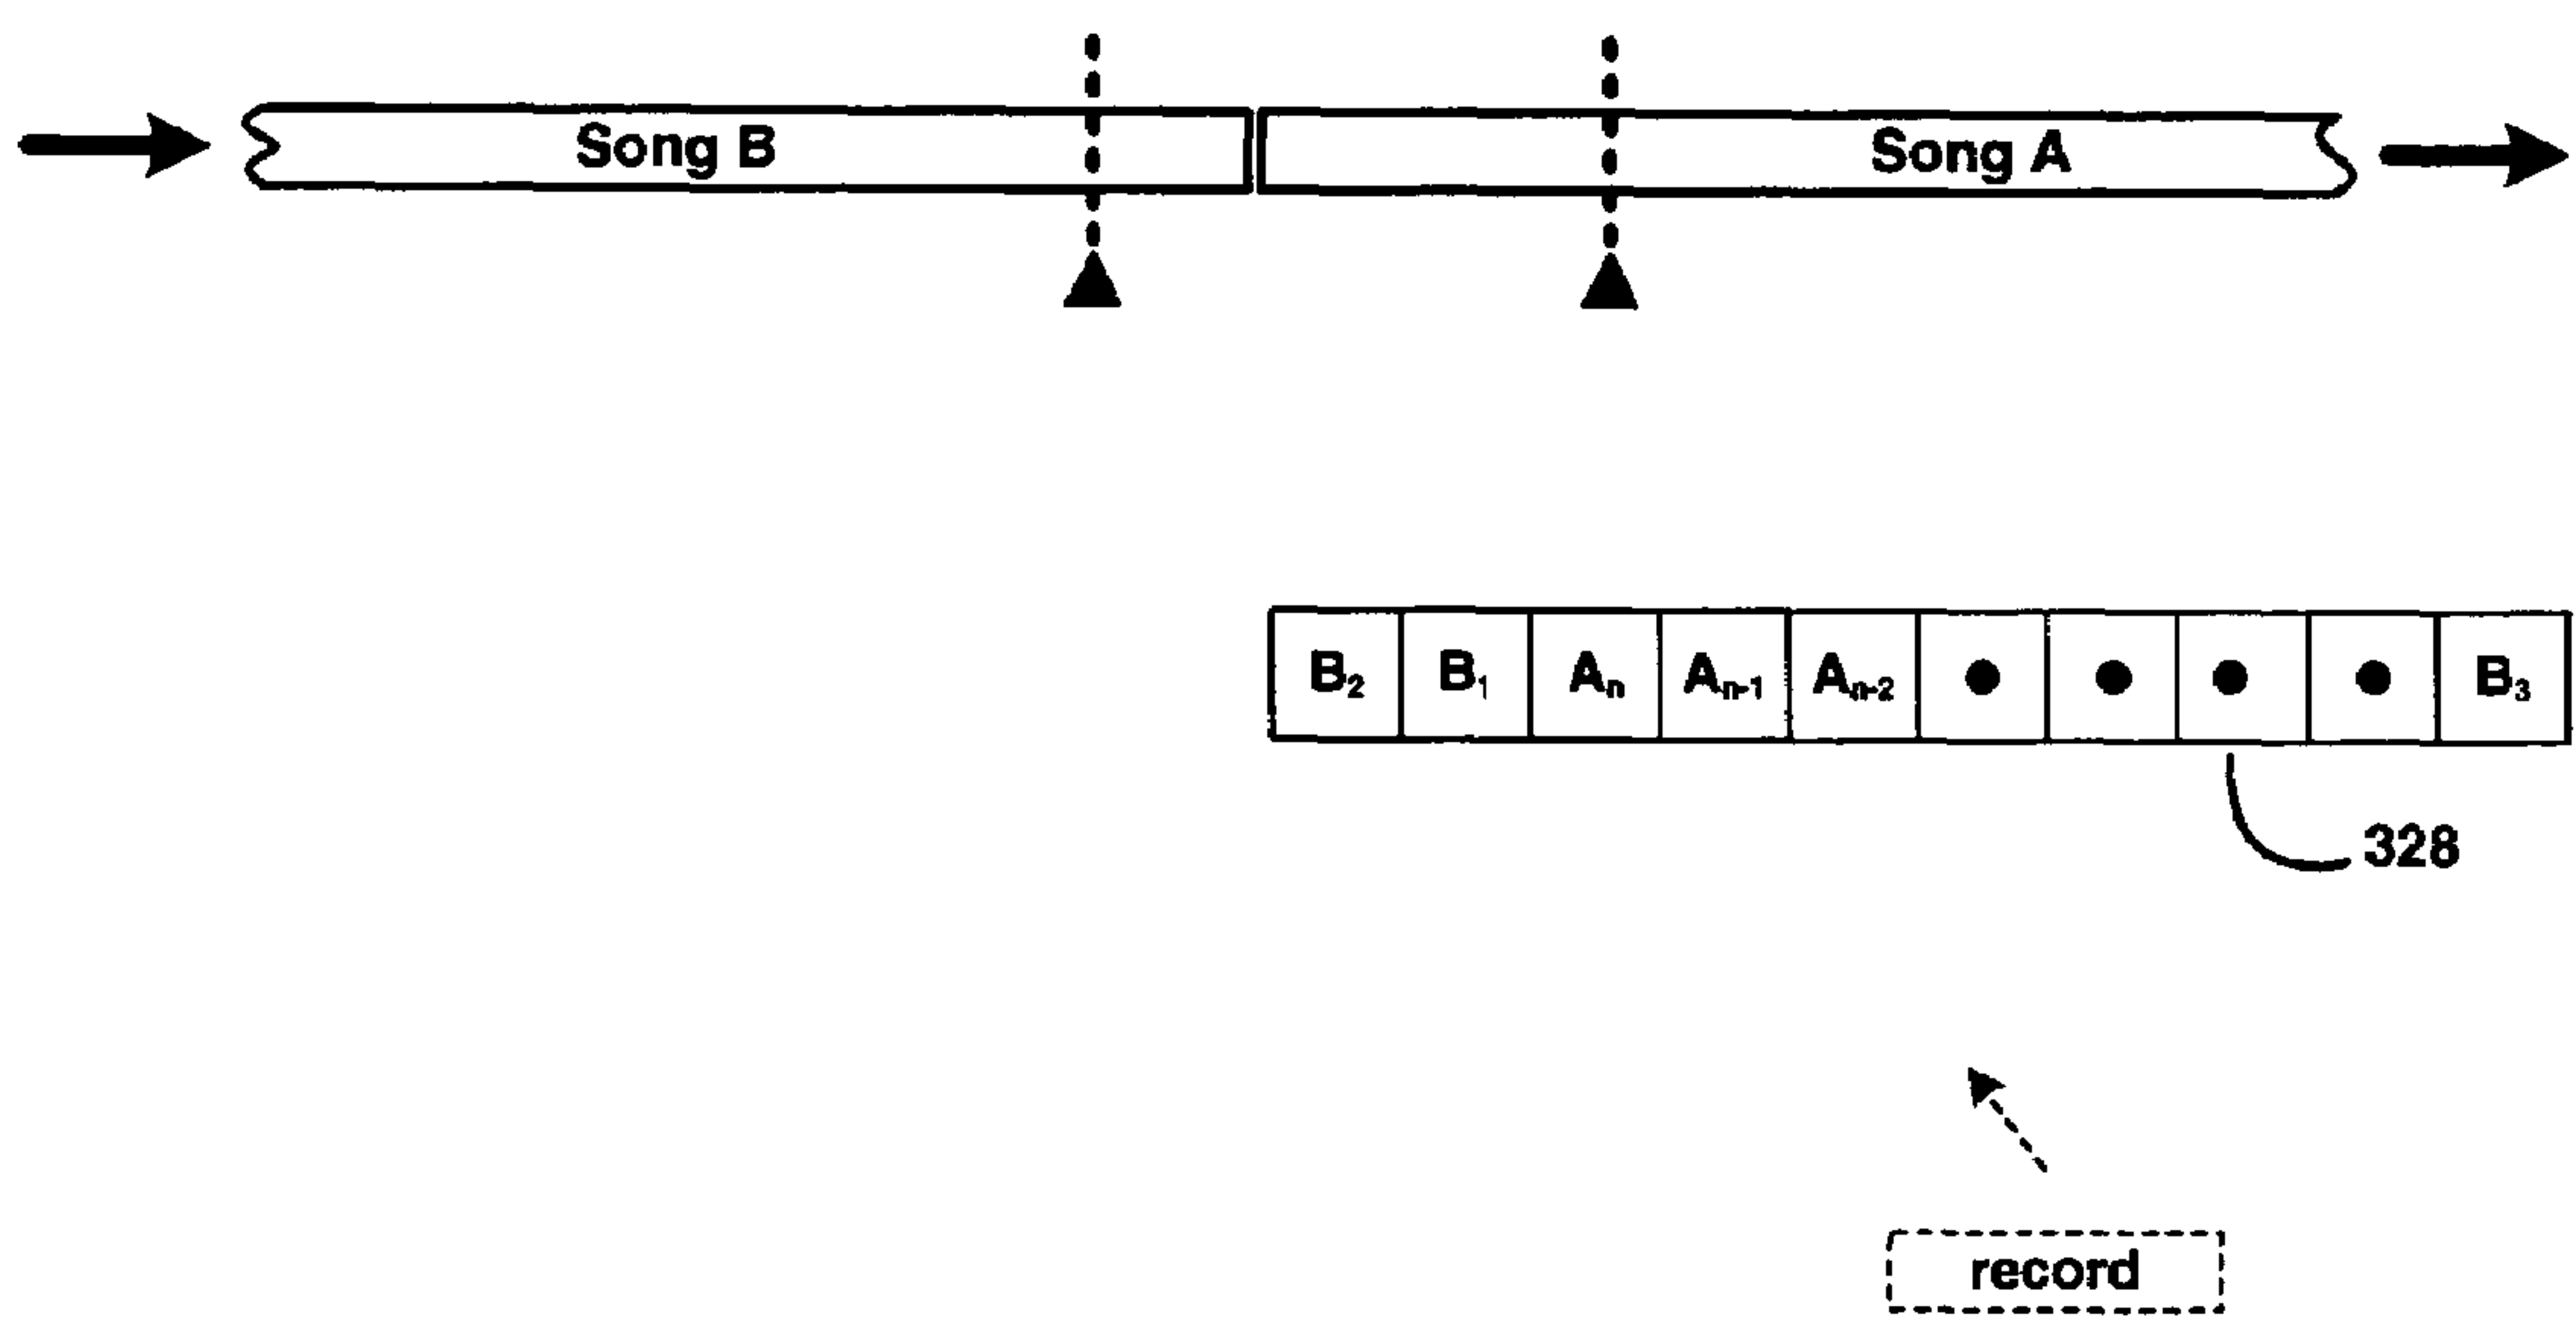 Song B Song A
B₂ B₁ Aₙ Aₙ₋₁ Aₙ₋₂ ● ● ● ● B₃
328
record